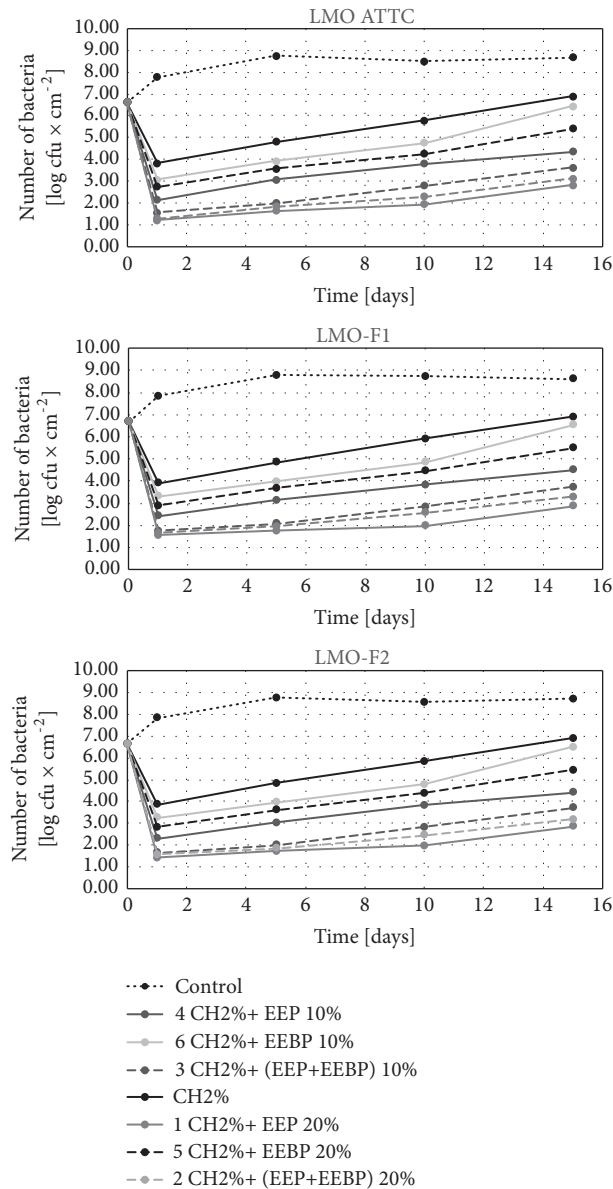 LMO ATTC
10.00
9.00
8.00
7.00
6.00
5.00
4.00
3.00
2.00
1.00
0.00
Number of bacteria
[log cfu × cm⁻²]
0 2 4 6 8 10 12 14 16
Time [days]
LMO-F1
10.00
9.00
8.00
7.00
6.00
5.00
4.00
3.00
2.00
1.00
0.00
Number of bacteria
[log cfu × cm⁻²]
0 2 4 6 8 10 12 14 16
Time [days]
LMO-F2
10.00
9.00
8.00
7.00
6.00
5.00
4.00
3.00
2.00
1.00
0.00
Number of bacteria
[log cfu × cm⁻²]
0 2 4 6 8 10 12 14 16
Time [days]
Control
4 CH2%+ EEP 10%
6 CH2%+ EEBP 10%
3 CH2%+ (EEP+EEBP) 10%
CH2%
1 CH2%+ EEP 20%
5 CH2%+ EEBP 20%
2 CH2%+ (EEP+EEBP) 20%